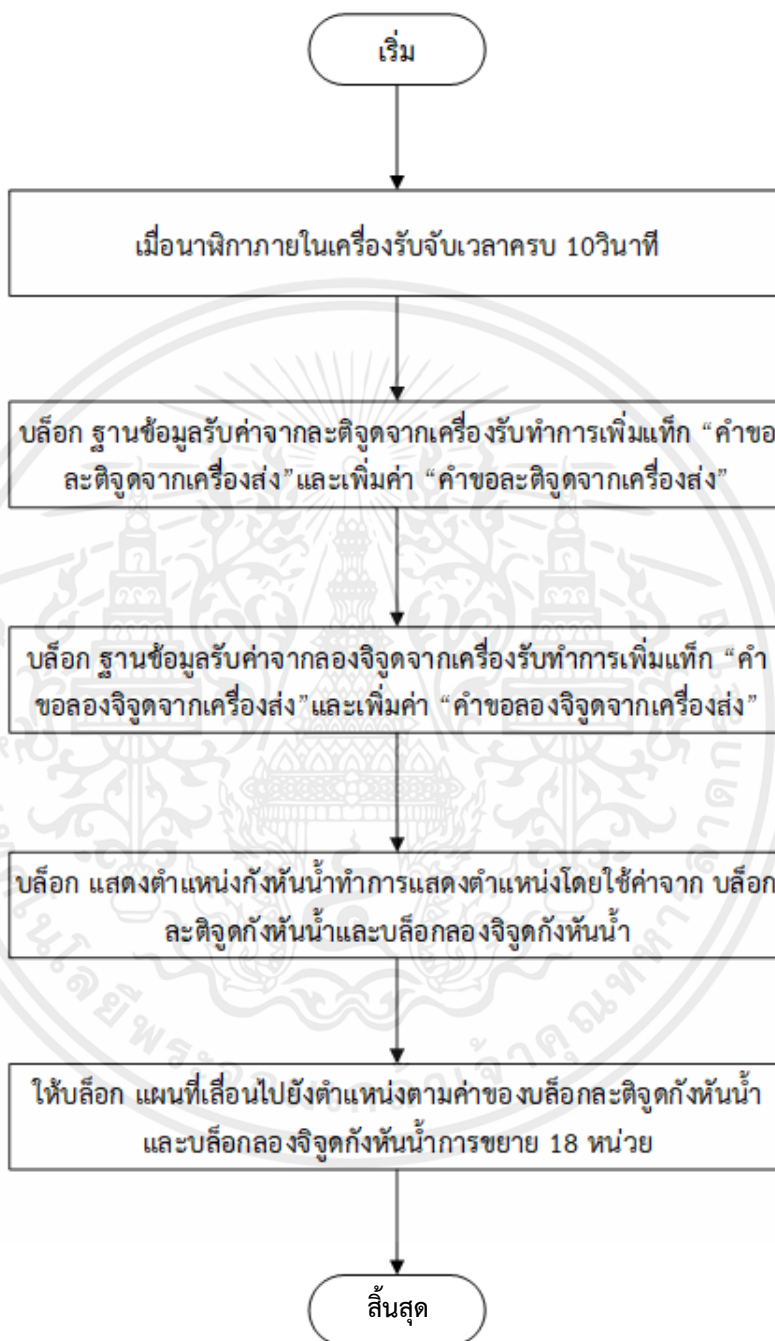 เริ่ม
เมื่อนาฬิกาภายในเครื่องรับจับเวลาครบ 10วินาที
บล็อก ฐานข้อมูลรับค่าจากละติจูดจากเครื่องรับทำการเพิ่มแท็ก “คำขอ
ละติจูดจากเครื่องส่ง”และเพิ่มค่า “คำขอละติจูดจากเครื่องส่ง”
บล็อก ฐานข้อมูลรับค่าจากลองจิจูดจากเครื่องรับทำการเพิ่มแท็ก “คำ
ขอลองจิจูดจากเครื่องส่ง”และเพิ่มค่า “คำขอลองจิจูดจากเครื่องส่ง”
บล็อก แสดงตำแหน่งกังหันน้ำทำการแสดงตำแหน่งโดยใช้ค่าจาก บล็อก
ละติจูดกังหันน้ำและบล็อกลองจิจูดกังหันน้ำ
ให้บล็อก แผนที่เลื่อนไปยังตำแหน่งตามค่าของบล็อกละติจูดกังหันน้ำ
และบล็อกลองจิจูดกังหันน้ำการขยาย 18 หน่วย
สิ้นสุด